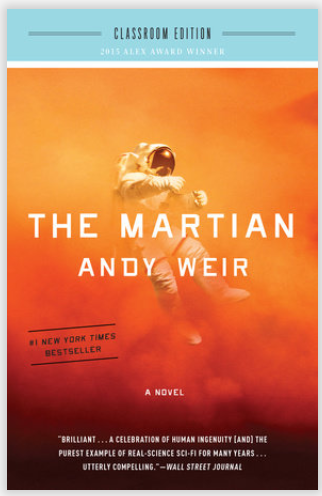 CLASSROOM EDITION
2015 ALEX AWARD WINNER
THE MARTIAN
ANDY WEIR
#1 NEW YORK TIMES
BESTSELLER
A NOVEL
"BRILLIANT . . . A CELEBRATION OF HUMAN INGENUITY [AND] THE
PUREST EXAMPLE OF REAL-SCIENCE SCI-FI FOR MANY YEARS . . .
UTTERLY COMPELLING."—WALL STREET JOURNAL